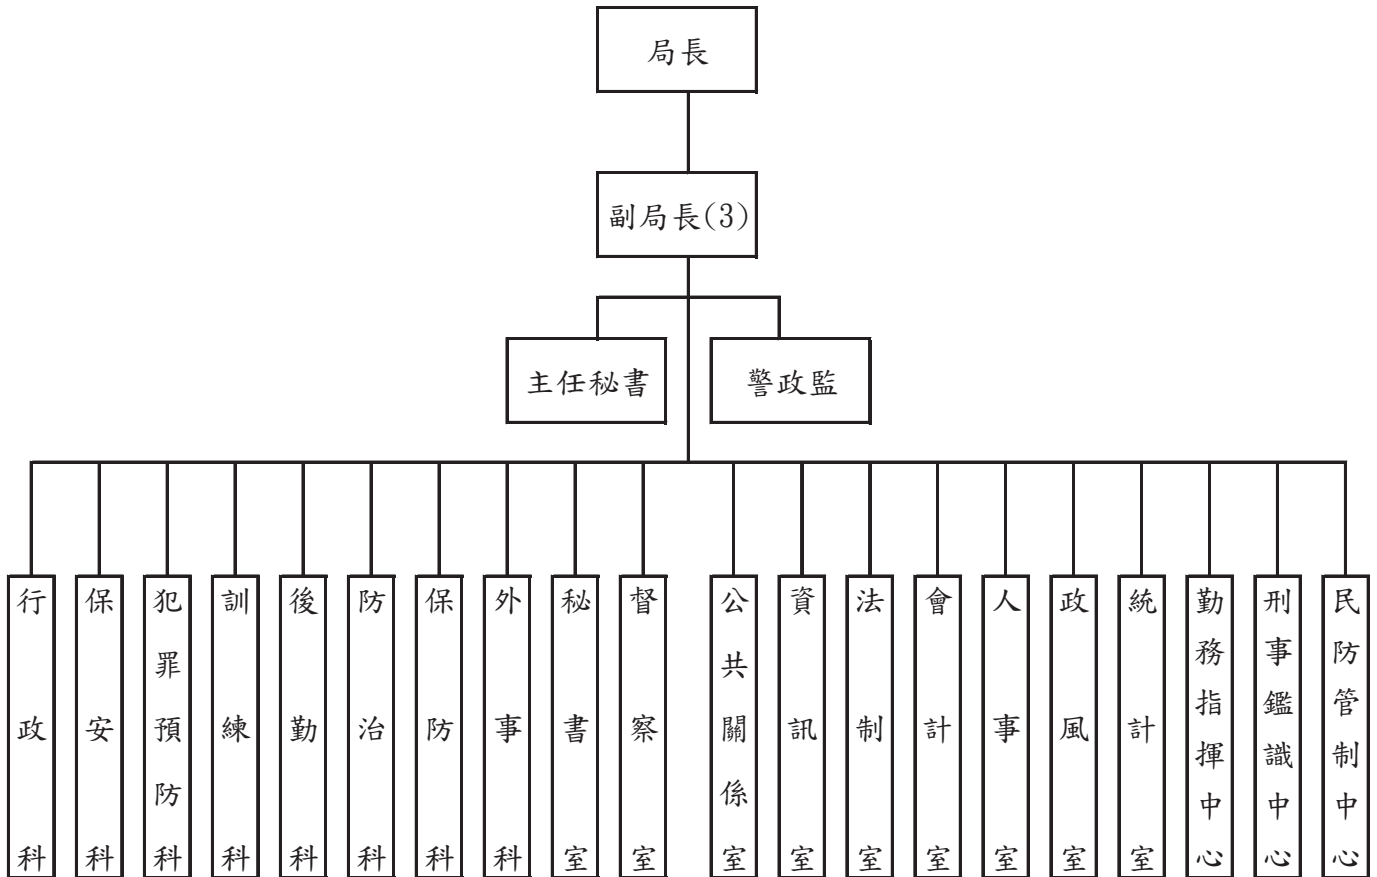 局長
副局長(3)
主任秘書
警政監
行政科
保安科
犯罪預防科
訓練科
後勤科
防治科
保防科
外事科
秘書室
督察室
公共關係室
資訊室
法制室
會計室
人事室
政風室
統計室
勤務指揮中心
刑事鑑識中心
民防管制中心